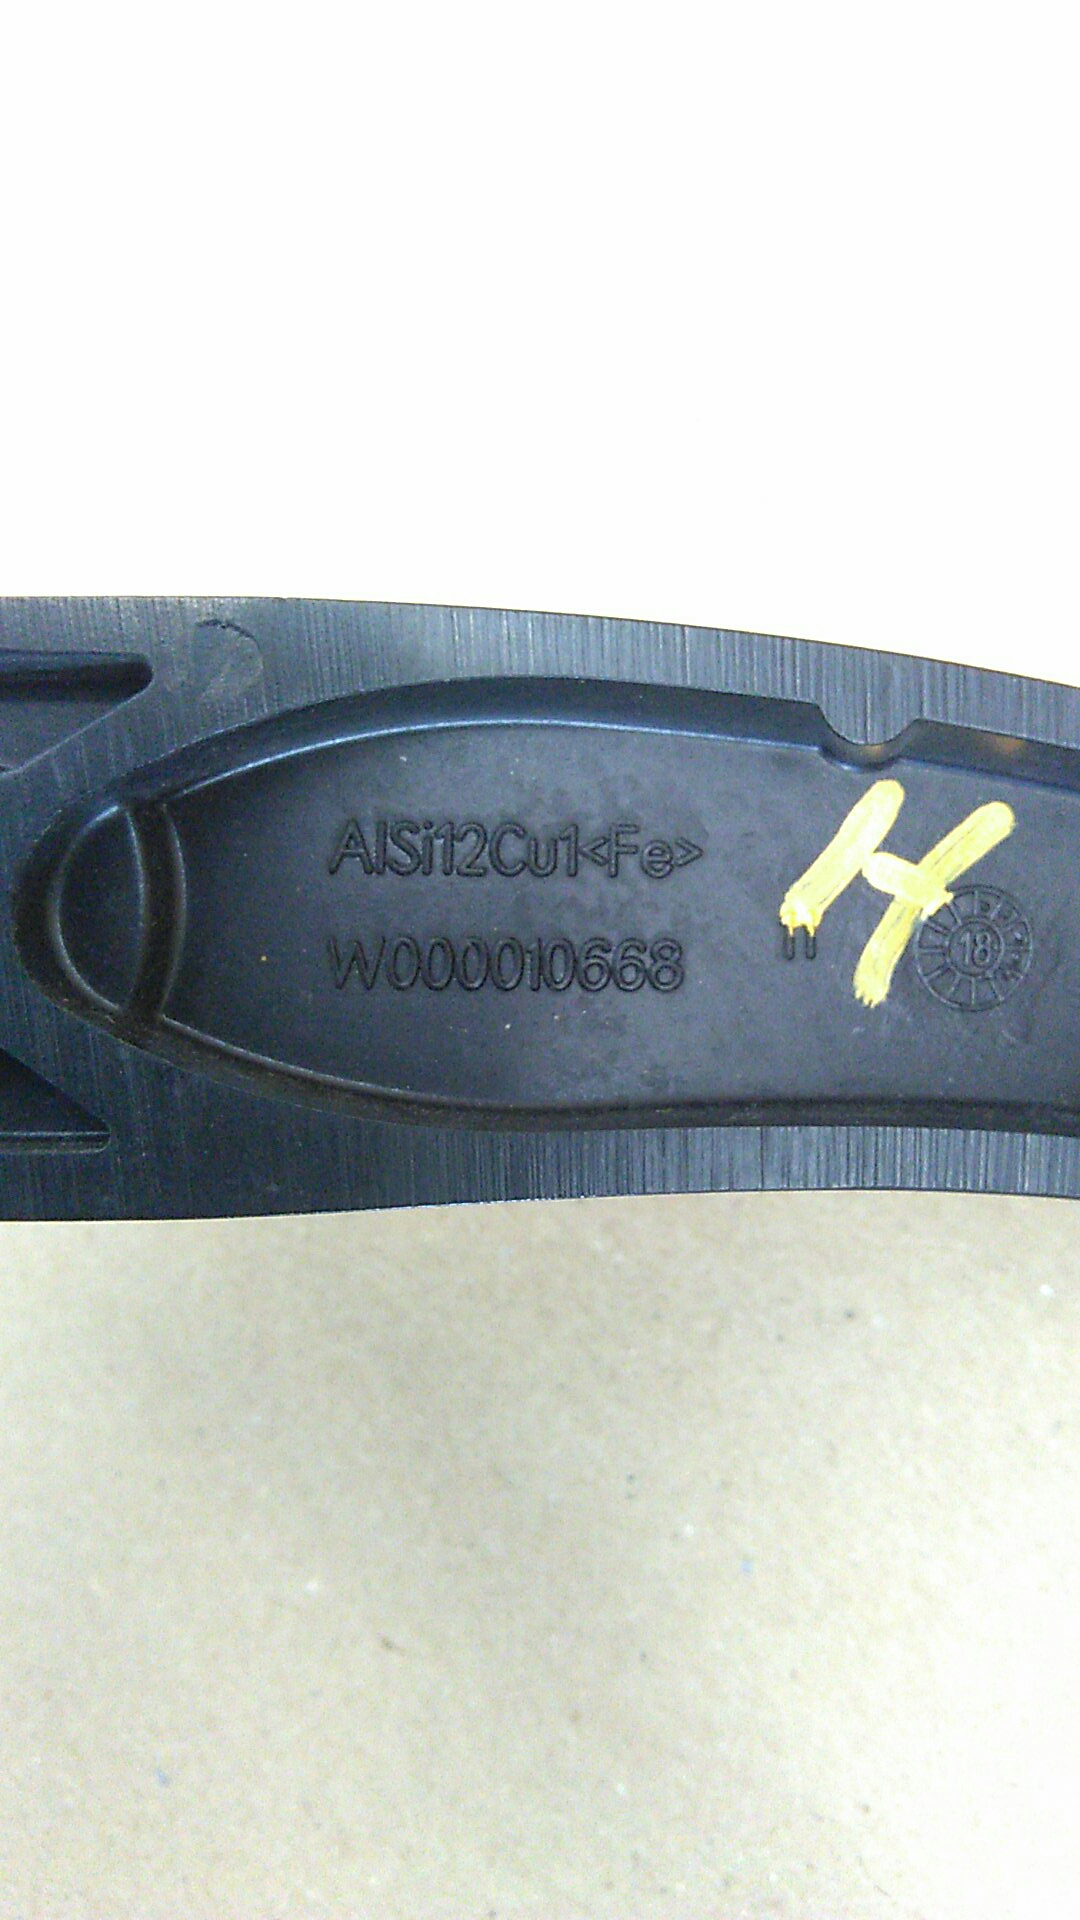 AlSi12Cu1<Fe>
H
W000010668
"
18